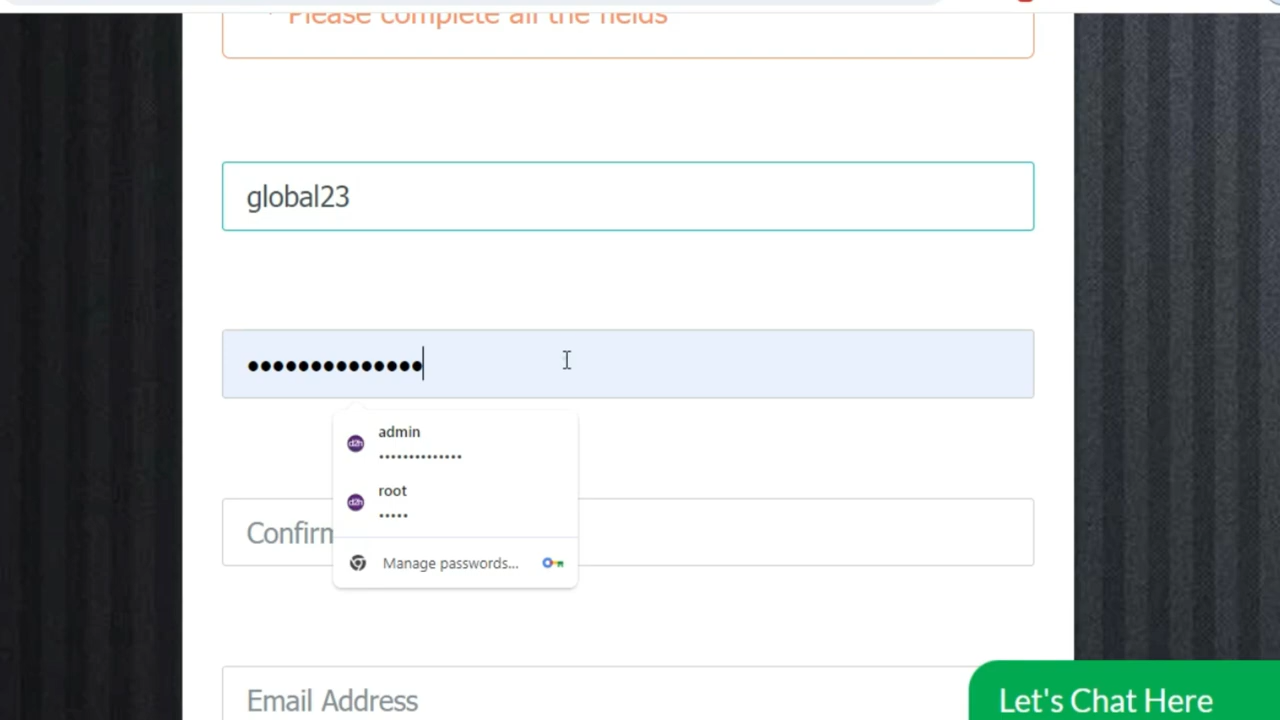 Please complete all the fields
global23
••••••••••••••
admin
••••••••••••••
root
•••••
Confirm
Manage passwords...
Email Address
Let's Chat Here